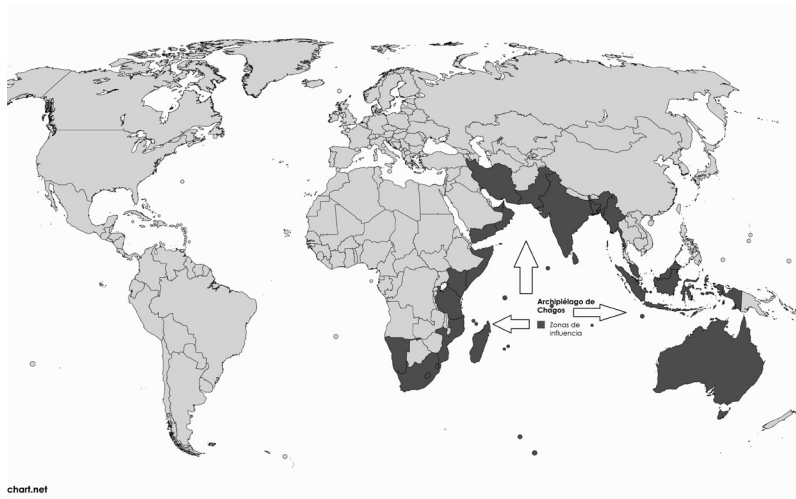 Archipiélago de
Chagos
Zonas de
influencia
chart.net